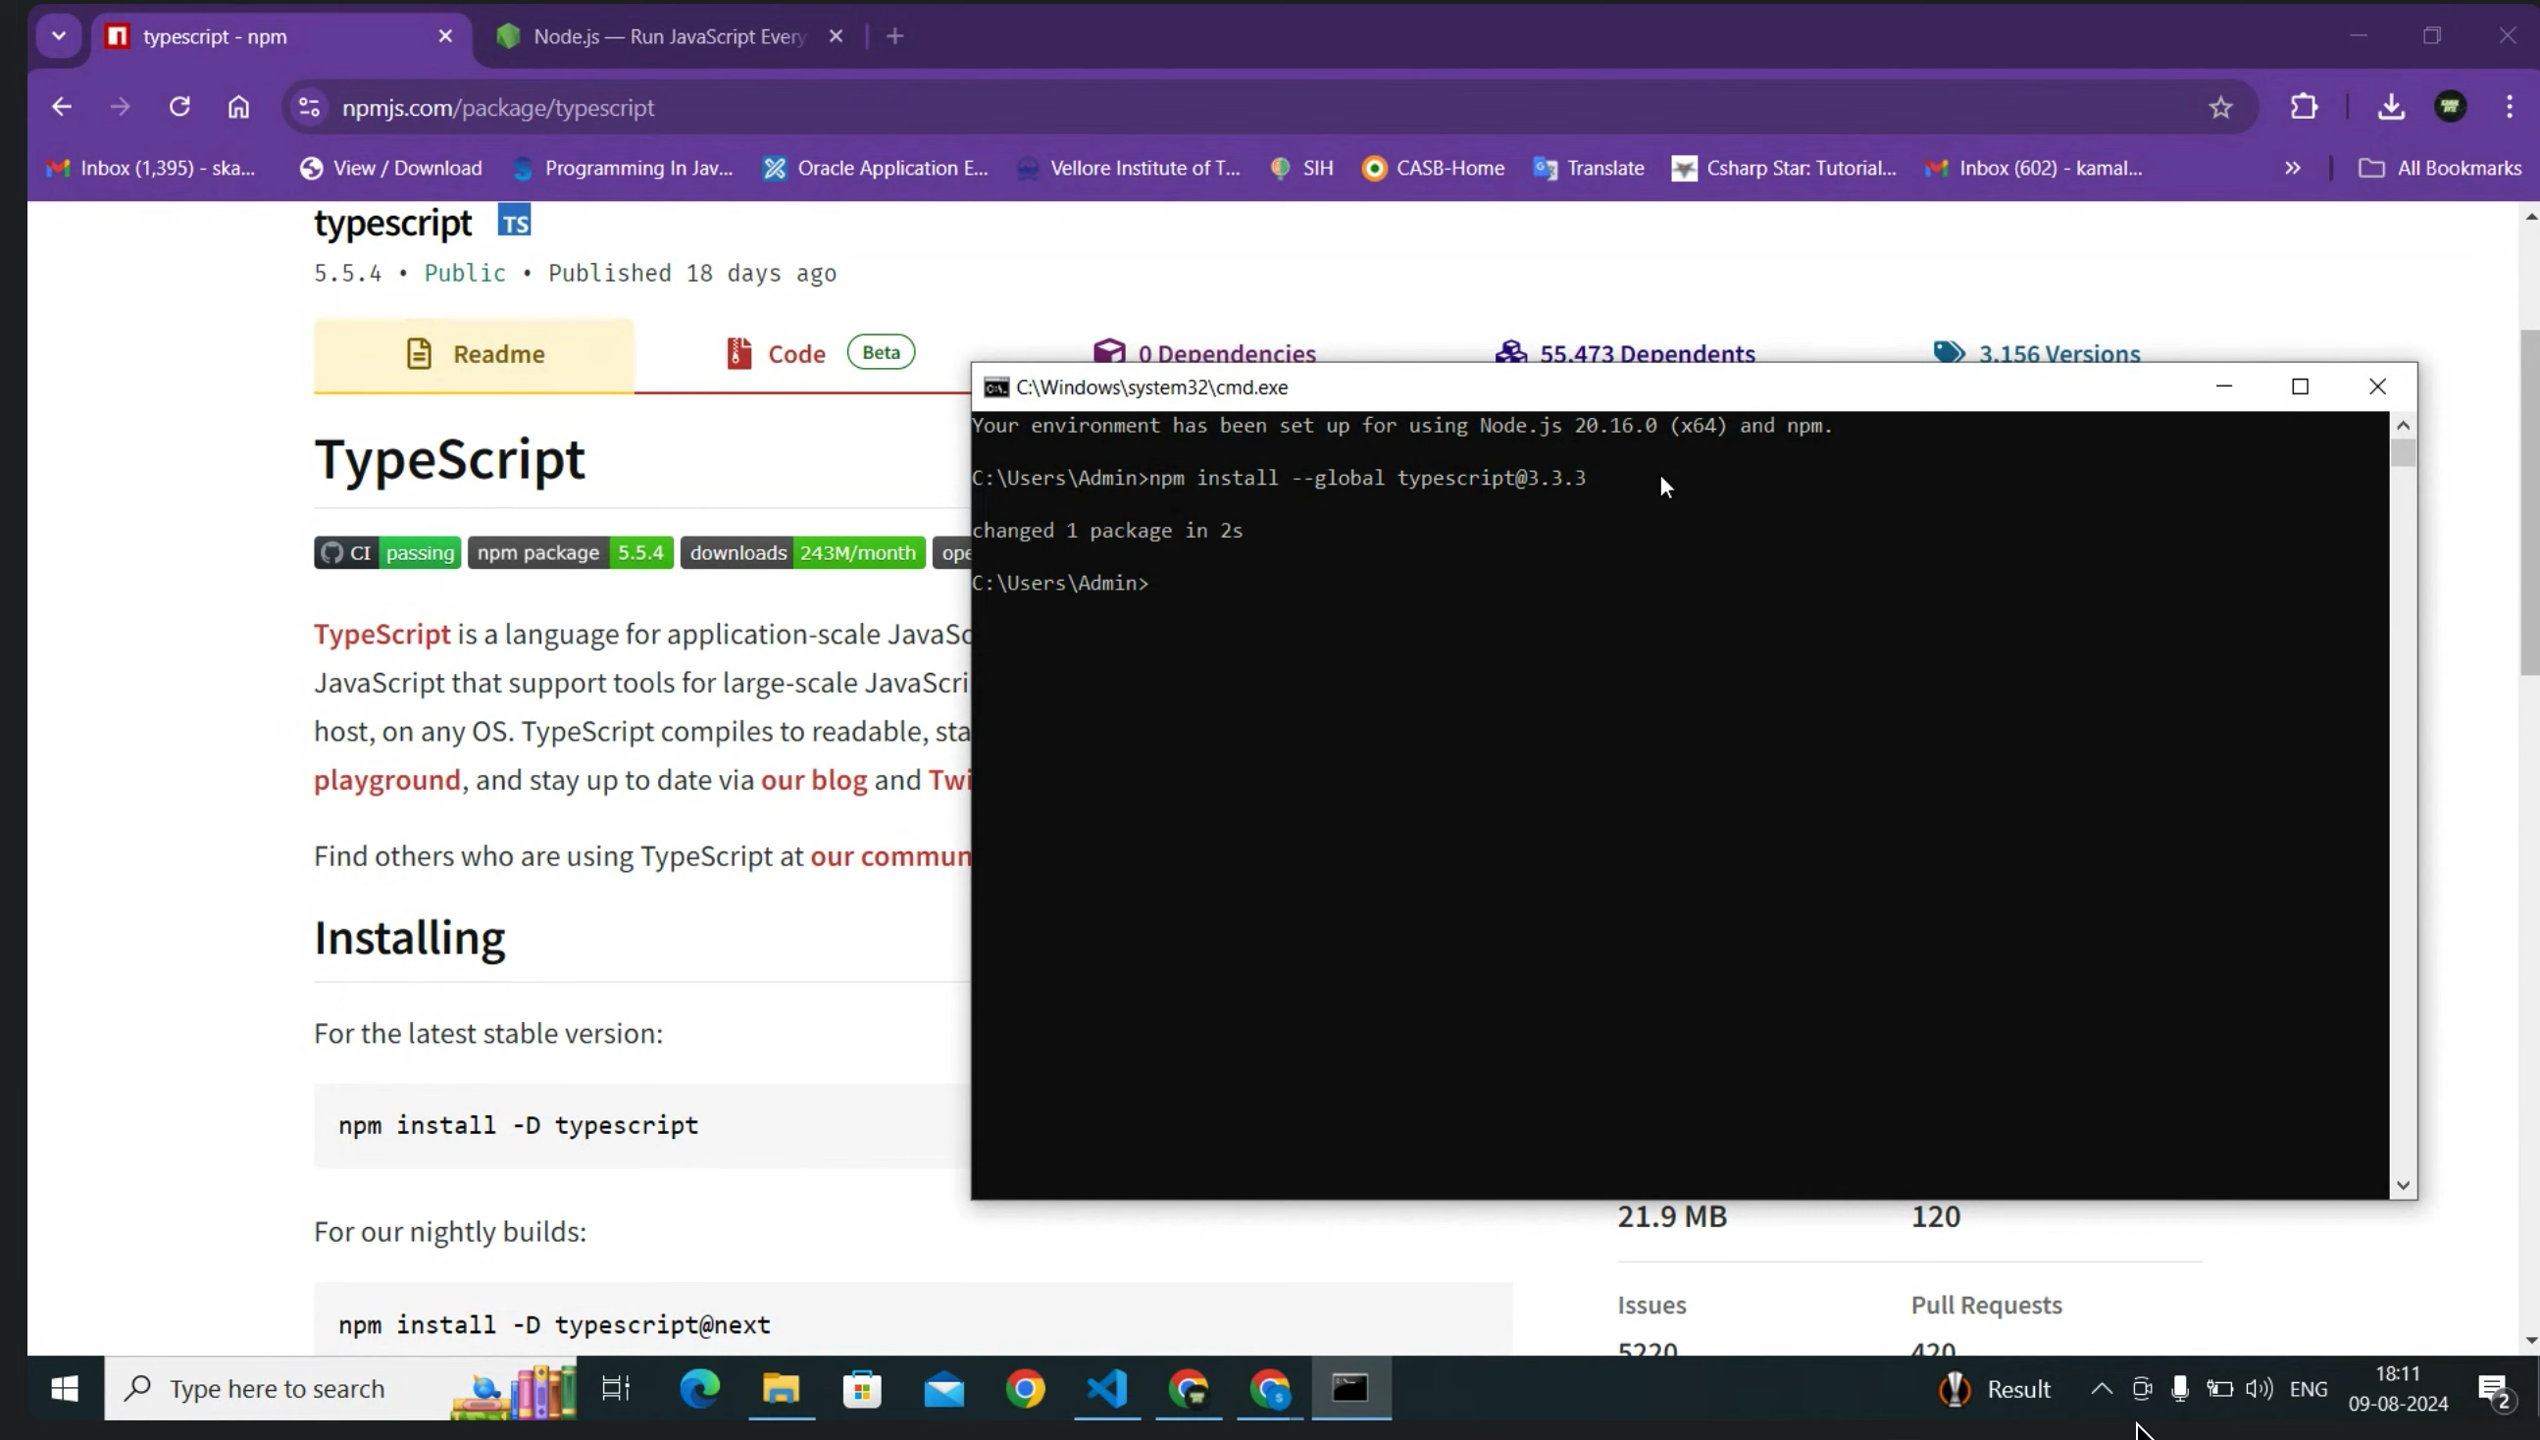 typescript - npm
Node.js — Run JavaScript Every
npmjs.com/package/typescript
Inbox (1,395) - ska...
View / Download
Programming In Jav...
Oracle Application E...
Vellore Institute of T...
SIH
CASB-Home
Translate
Csharp Star: Tutorial...
Inbox (602) - kamal...
All Bookmarks
typescript TS
5.5.4 • Public • Published 18 days ago
Readme
Code Beta
0 Dependencies
55,473 Dependents
3,156 Versions
C:\Windows\system32\cmd.exe
Your environment has been set up for using Node.js 20.16.0 (x64) and npm.
C:\Users\Admin>npm install --global typescript@3.3.3
changed 1 package in 2s
C:\Users\Admin>
TypeScript
CI passing npm package 5.5.4 downloads 243M/month ope
TypeScript is a language for application-scale JavaSc
JavaScript that support tools for large-scale JavaScri
host, on any OS. TypeScript compiles to readable, sta
playground, and stay up to date via our blog and Twi
Find others who are using TypeScript at our commun
Installing
For the latest stable version:
npm install -D typescript
For our nightly builds:
npm install -D typescript@next
21.9 MB
120
Issues
Pull Requests
5220
420
Type here to search
Result
ENG
18:11
09-08-2024
2